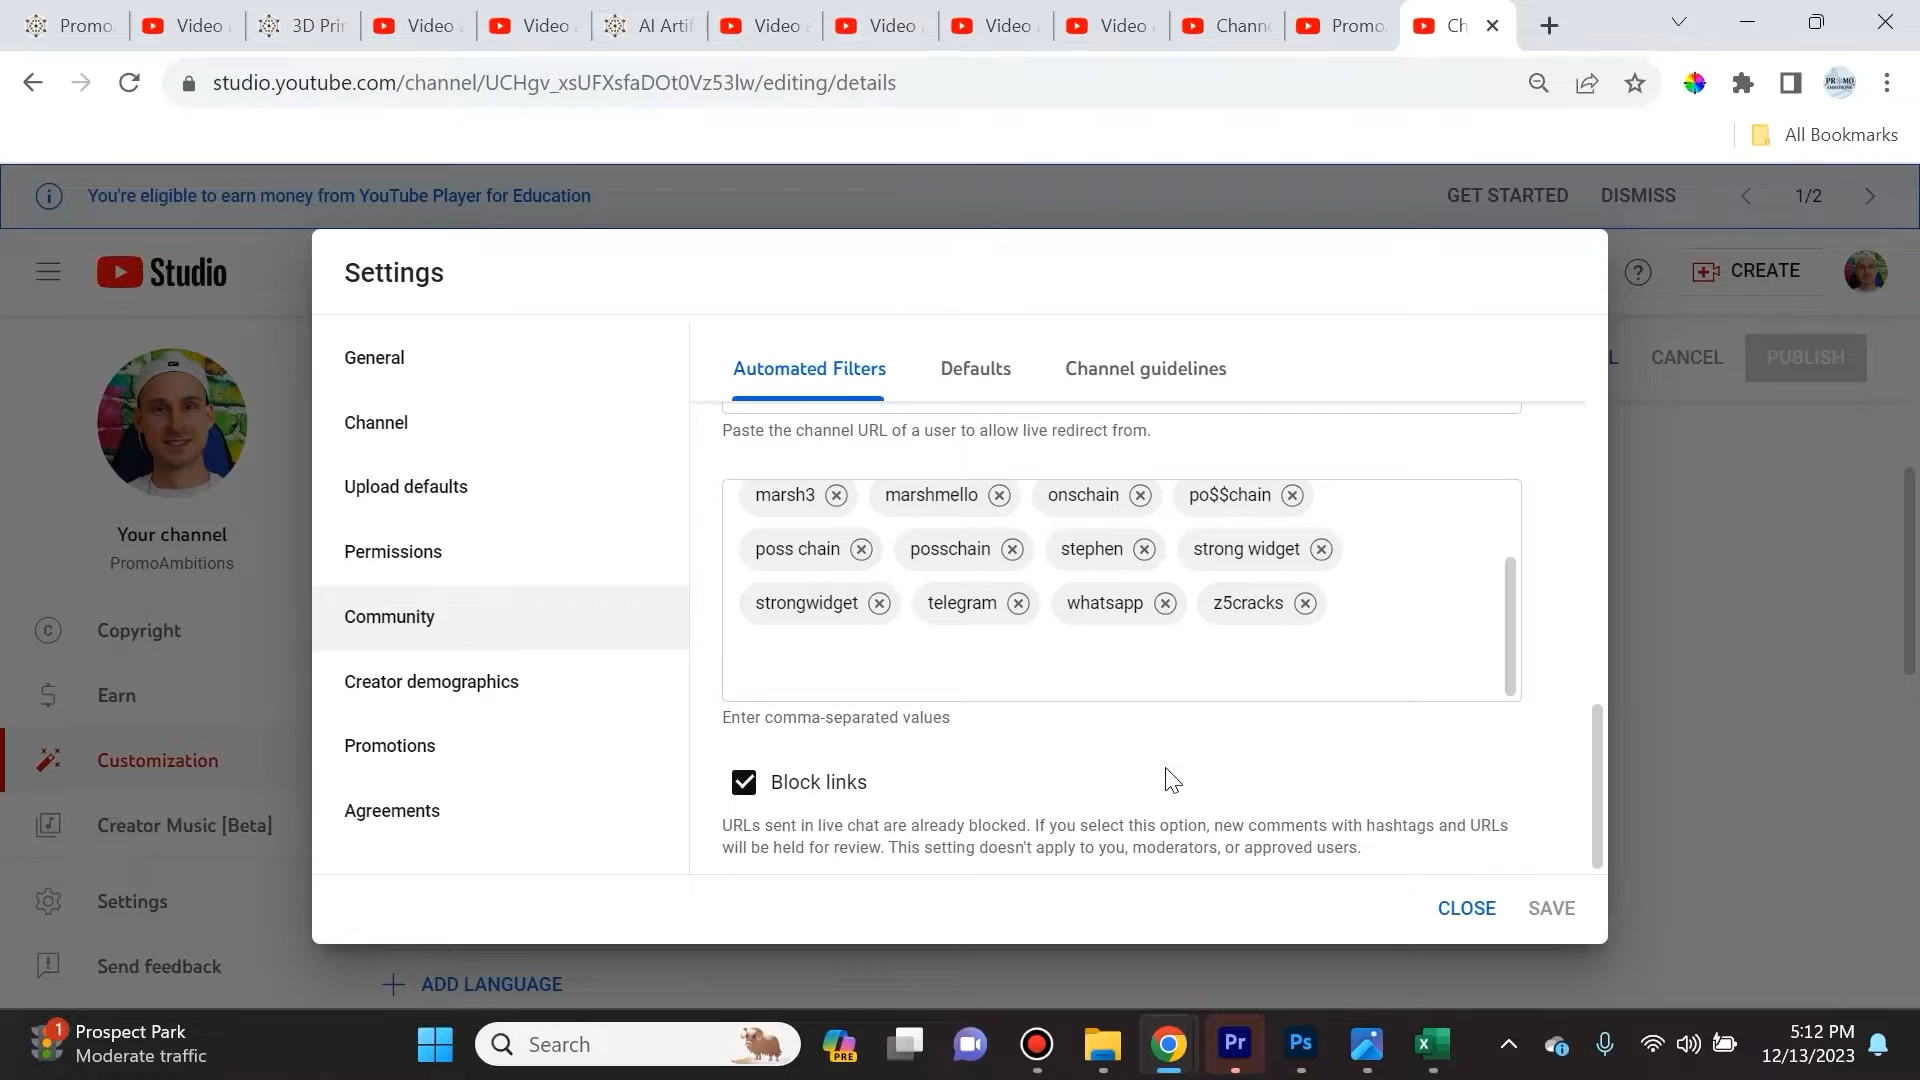 Promo
Video
3D Prin
Video
Video
AI Artif
Video
Video
Video
Video
Chann
Promo
Ch
studio.youtube.com/channel/UCHgv_xsUFXsfaDOt0Vz53lw/editing/details
All Bookmarks
You're eligible to earn money from YouTube Player for Education
GET STARTED DISMISS 1/2
Studio
CREATE
Settings
General
Channel
Upload defaults
Permissions
Community
Creator demographics
Promotions
Agreements
Automated Filters Defaults Channel guidelines
CANCEL PUBLISH
Paste the channel URL of a user to allow live redirect from.
marsh3 marshmello onschain po$$chain
poss chain posschain stephen strong widget
strongwidget telegram whatsapp z5cracks
Enter comma-separated values
Block links
URLs sent in live chat are already blocked. If you select this option, new comments with hashtags and URLs
will be held for review. This setting doesn't apply to you, moderators, or approved users.
CLOSE SAVE
Your channel
PromoAmbitions
Copyright
Earn
Customization
Creator Music [Beta]
Settings
Send feedback
ADD LANGUAGE
1
Prospect Park
Moderate traffic
Search
PRE
Pr
Ps
5:12 PM
12/13/2023